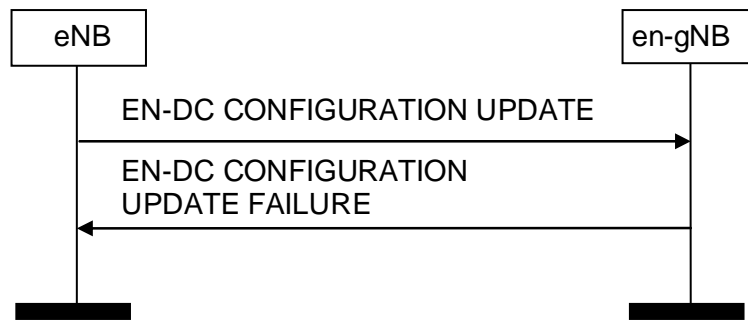 eNB
en-gNB
EN-DC CONFIGURATION UPDATE
EN-DC CONFIGURATION
UPDATE FAILURE